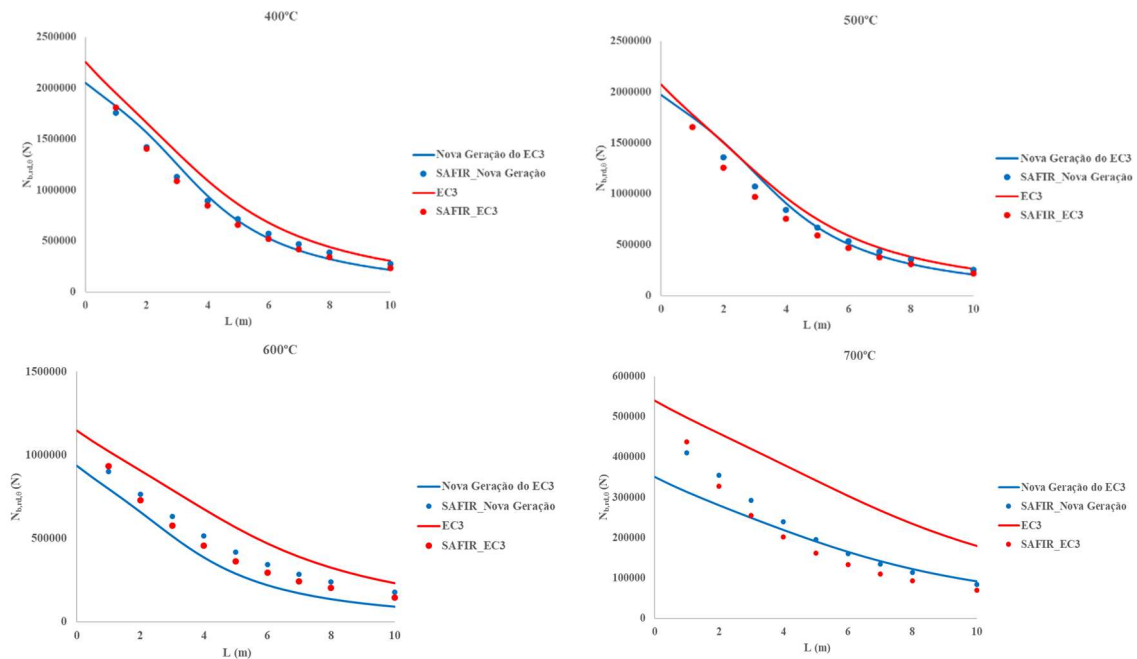 400ºC
2500000
2000000
1500000
1000000
500000
0
N_b,rd,θ (N)
0 2 4 6 8 10
L (m)
Nova Geração do EC3
SAFIR_Nova Geração
EC3
SAFIR_EC3
500ºC
2500000
2000000
1500000
1000000
500000
0
N_b,rd,θ (N)
0 2 4 6 8 10
L (m)
Nova Geração do EC3
SAFIR_Nova Geração
EC3
SAFIR_EC3
600ºC
1500000
1000000
500000
0
N_b,rd,θ (N)
0 2 4 6 8 10
L (m)
Nova Geração do EC3
SAFIR_Nova Geração
EC3
SAFIR_EC3
700ºC
600000
500000
400000
300000
200000
100000
0
N_b,rd,θ (N)
0 2 4 6 8 10
L (m)
Nova Geração do EC3
SAFIR_Nova Geração
EC3
SAFIR_EC3